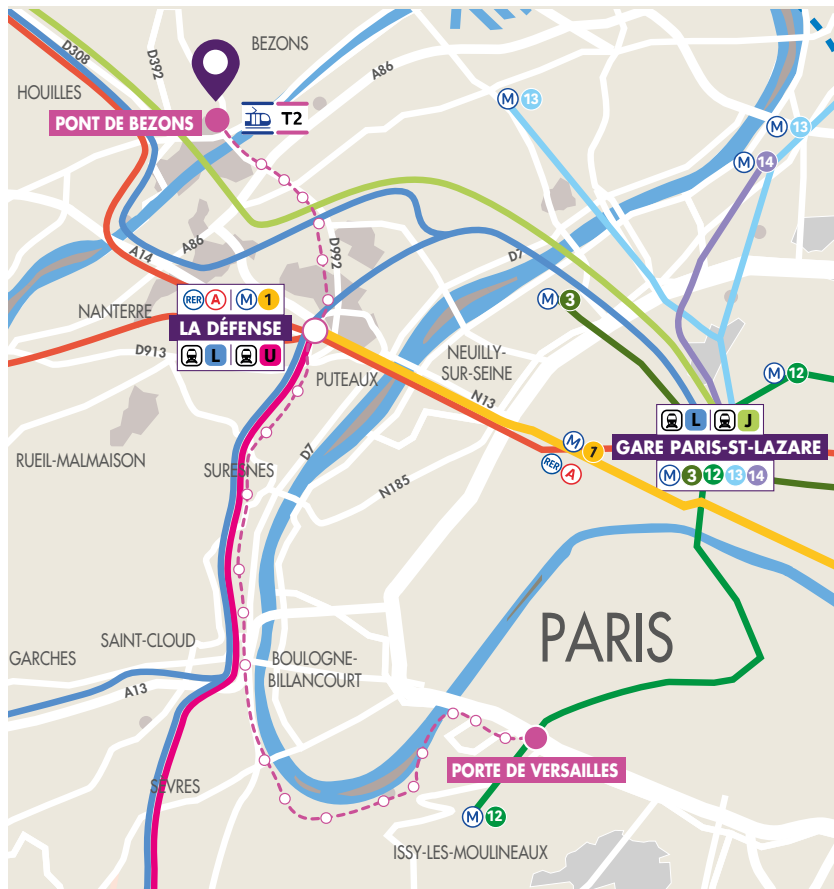 BEZONS
D308
D392
A86
HOUILLES
PONT DE BEZONS
T2
M 13
M 13
M 14
A86
D992
A14
D7
NANTERRE
RER A M 1
M 3
LA DÉFENSE
L U
D913
PUTEAUX
NEUILLY-
SUR-SEINE
M 12
N13
L J
M 1
RER A
GARE PARIS-ST-LAZARE
M 3 12 13 14
RUEIL-MALMAISON
SURESNES
D7
N185
PARIS
SAINT-CLOUD
GARCHES
BOULOGNE-
BILLANCOURT
A13
PORTE DE VERSAILLES
SÈVRES
M 12
ISSY-LES-MOULINEAUX